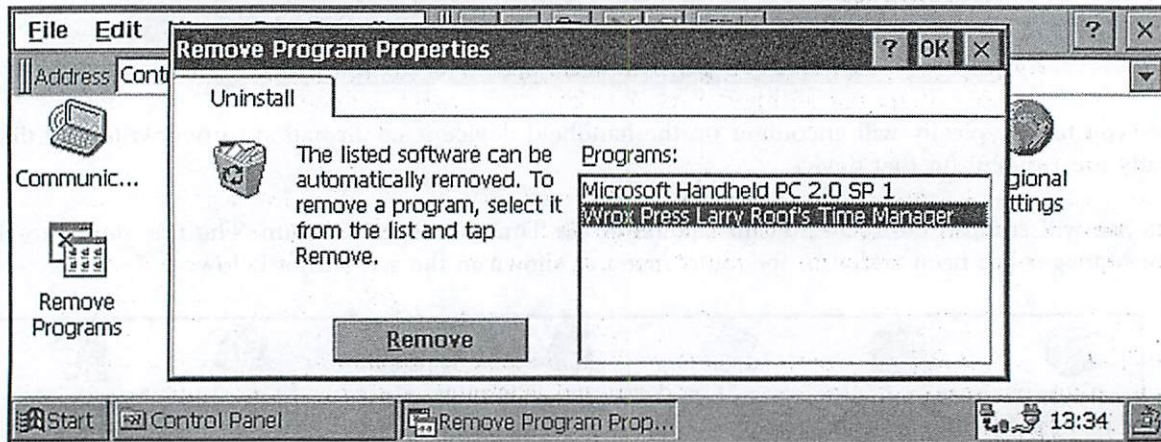 File Edit
Remove Program Properties ? OK ×
? ×
Address Cont
Uninstall
Communic...
The listed software can be
automatically removed. To
remove a program, select it
from the list and tap
Remove.
Programs:
Microsoft Handheld PC 2.0 SP 1
Wrox Press Larry Roof's Time Manager
gional
ttings
Remove
Programs
Remove
Start Control Panel Remove Program Prop... 13:34